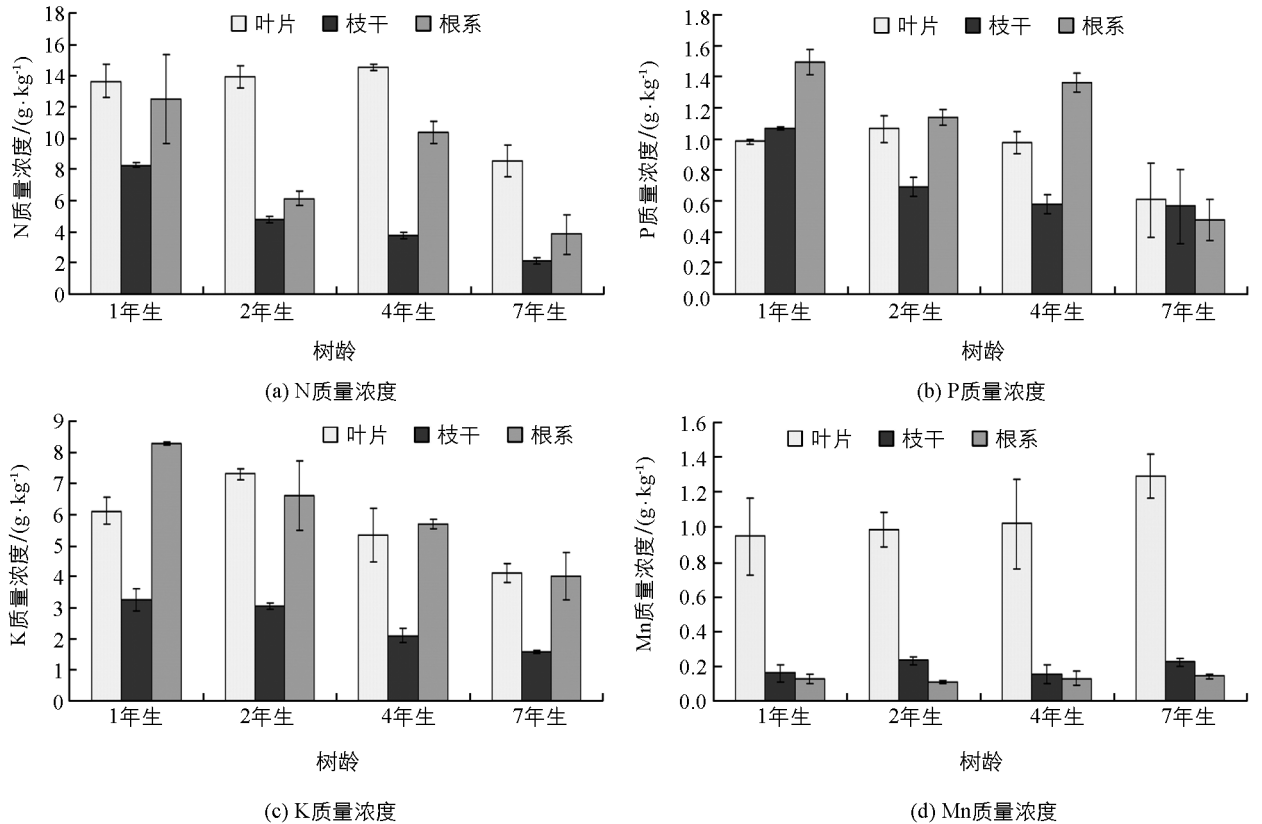 18
16
14
12
10
8
6
4
2
0
N质量浓度/(g·kg⁻¹)
叶片 枝干 根系
1年生 2年生 4年生 7年生
树龄
(a) N质量浓度
1.8
1.6
1.4
1.2
1.0
0.8
0.6
0.4
0.2
0.0
P质量浓度/(g·kg⁻¹)
叶片 枝干 根系
1年生 2年生 4年生 7年生
树龄
(b) P质量浓度
9
8
7
6
5
4
3
2
1
0
K质量浓度/(g·kg⁻¹)
叶片 枝干 根系
1年生 2年生 4年生 7年生
树龄
(c) K质量浓度
1.6
1.4
1.2
1.0
0.8
0.6
0.4
0.2
0.0
Mn质量浓度/(g·kg⁻¹)
叶片 枝干 根系
1年生 2年生 4年生 7年生
树龄
(d) Mn质量浓度